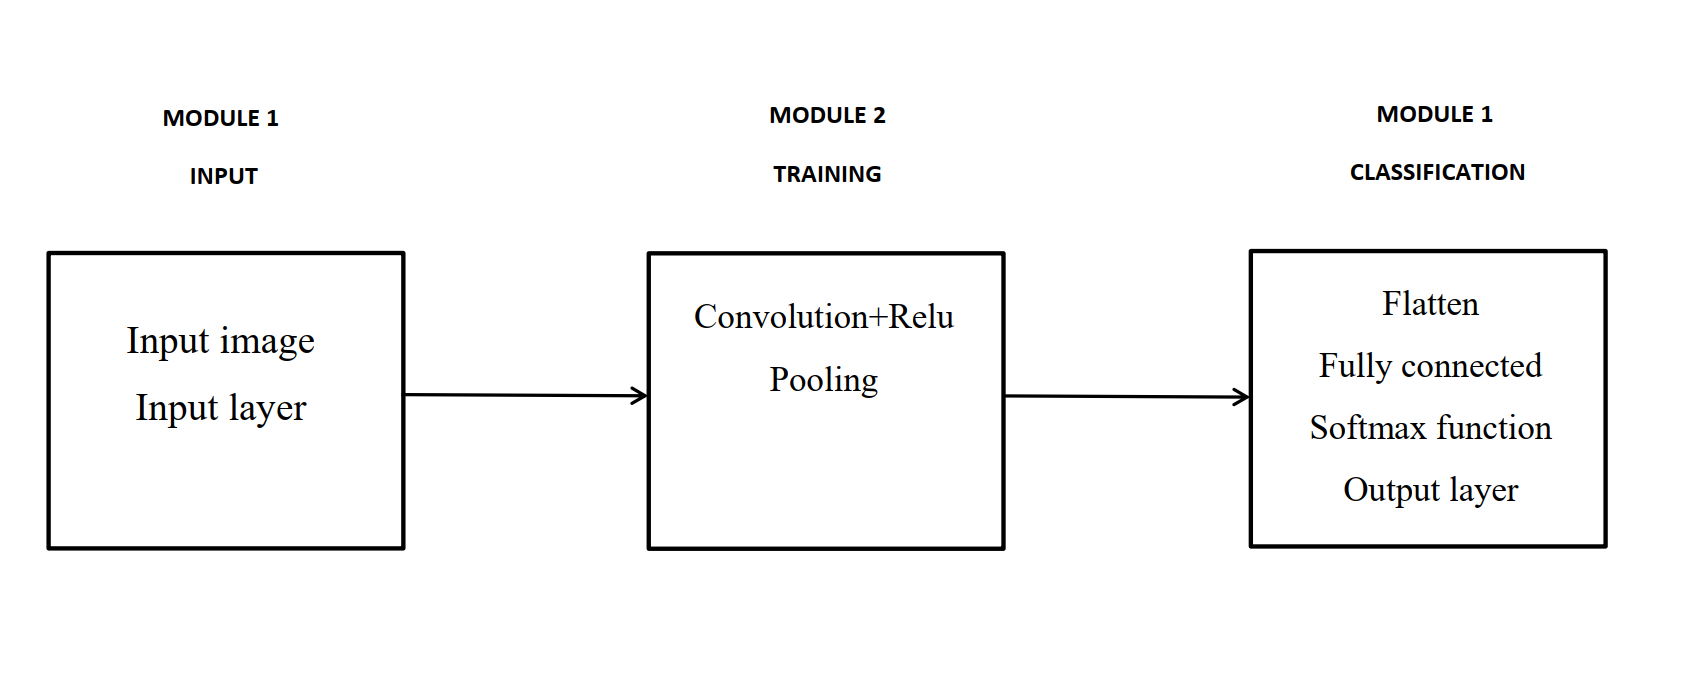 MODULE 1
INPUT
Input image
Input layer
MODULE 2
TRAINING
Convolution+Relu
Pooling
MODULE 1
CLASSIFICATION
Flatten
Fully connected
Softmax function
Output layer